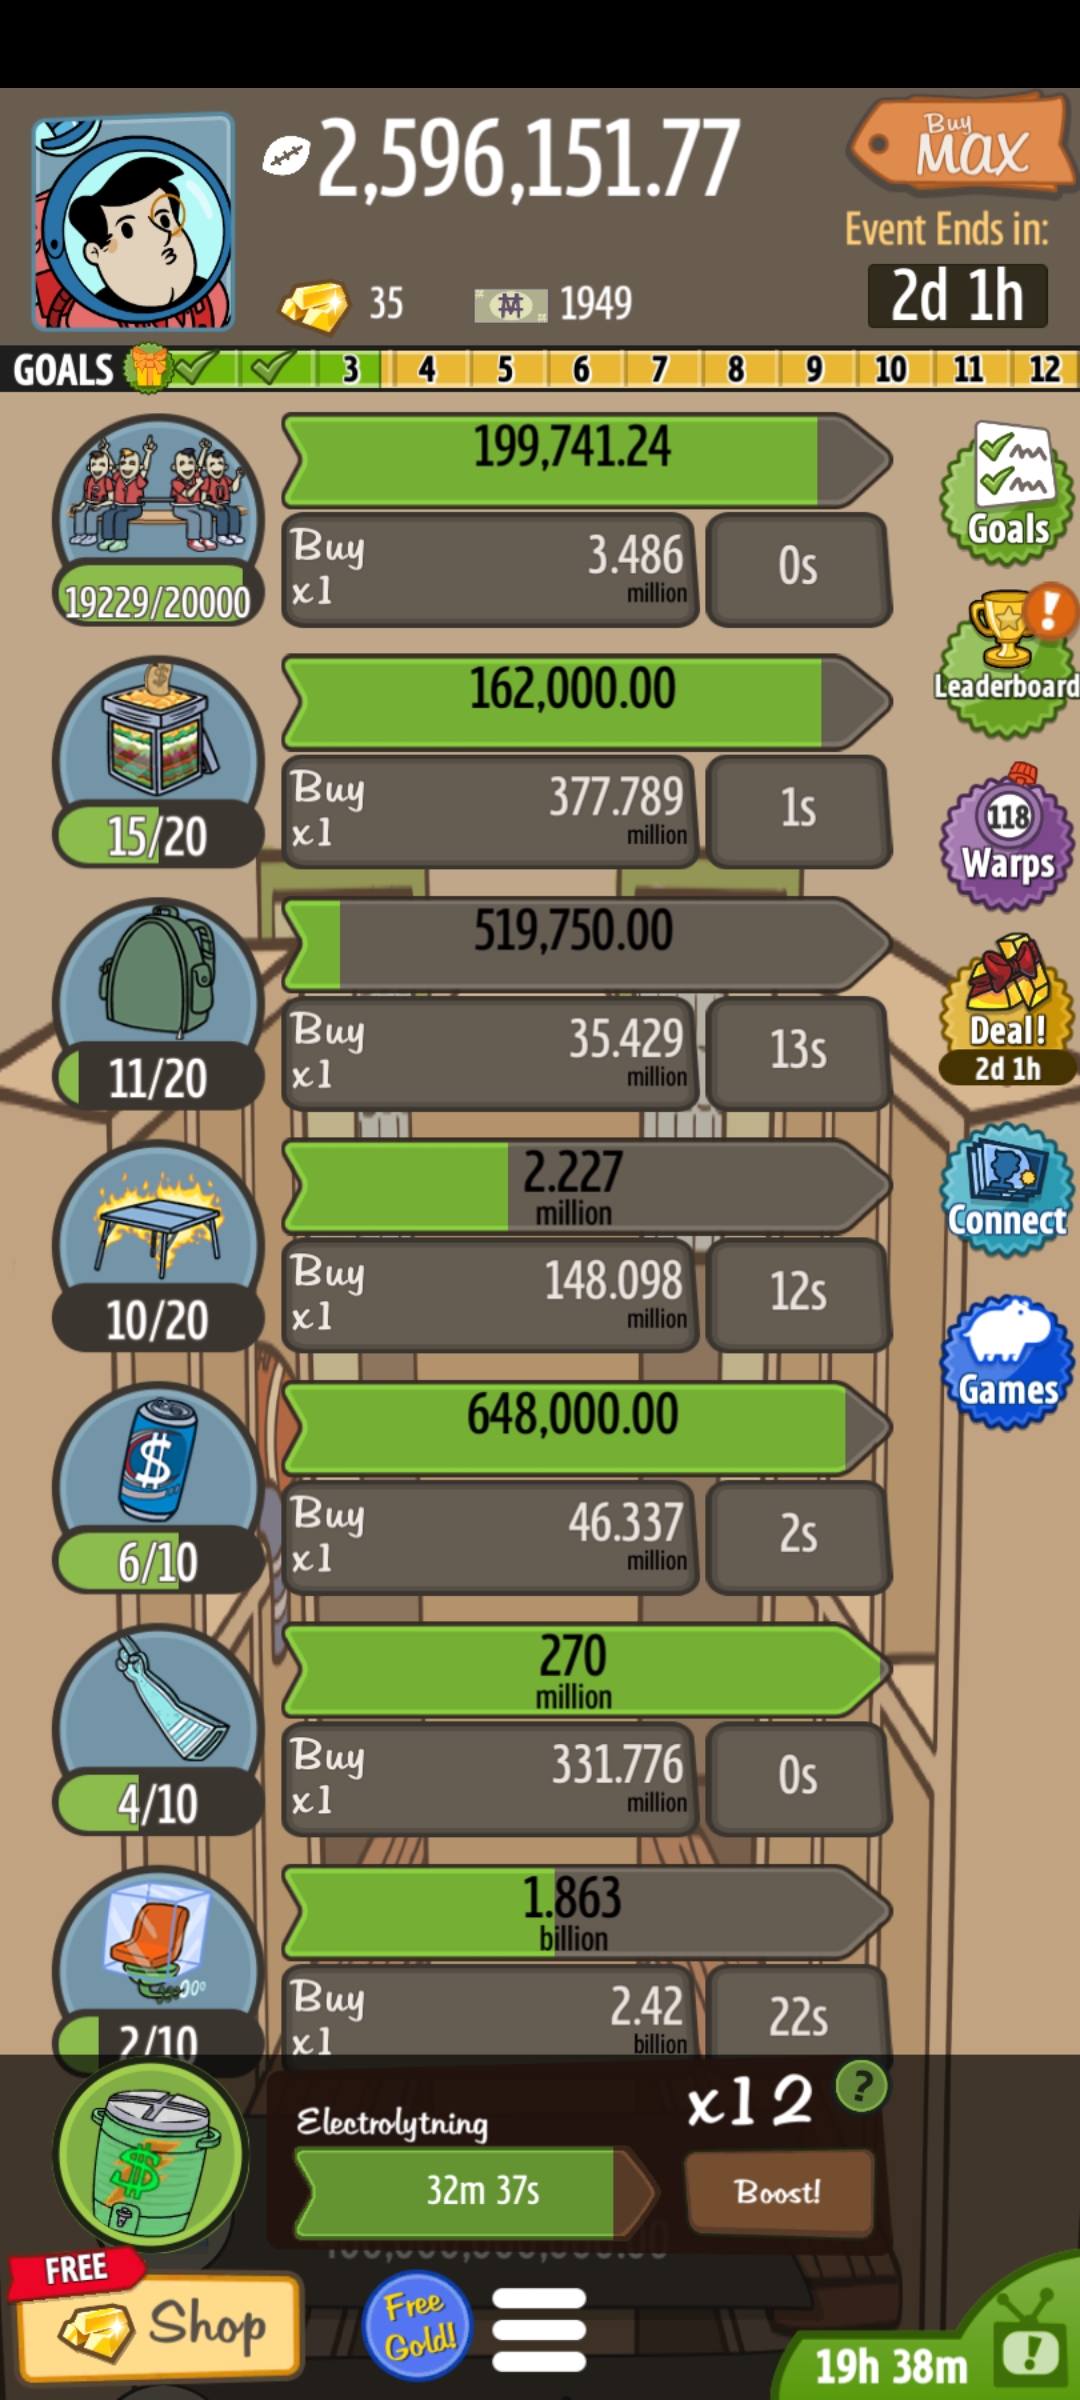 2,596,151.77
Buy
MAX
Event Ends in:
35
1949
2d 1h
GOALS 3 4 5 6 7 8 9 10 11 12
199,741.24
Buy
x1
3.486
million
0s
19229/20000
Goals
162,000.00
Leaderboard
Buy
x1
377.789
million
1s
15/20
118
Warps
519,750.00
Buy
x1
35.429
million
13s
11/20
Deal!
2d 1h
2.227
million
Buy
x1
148.098
million
12s
10/20
Connect
648,000.00
Games
$
Buy
x1
46.337
million
2s
6/10
270
million
Buy
x1
331.776
million
0s
4/10
1.863
billion
Buy
x1
2.42
billion
22s
2/10
x12
?
Electrolytning
$
32m 37s
Boost!
FREE
Shop
Free
Gold!
!
19h 38m